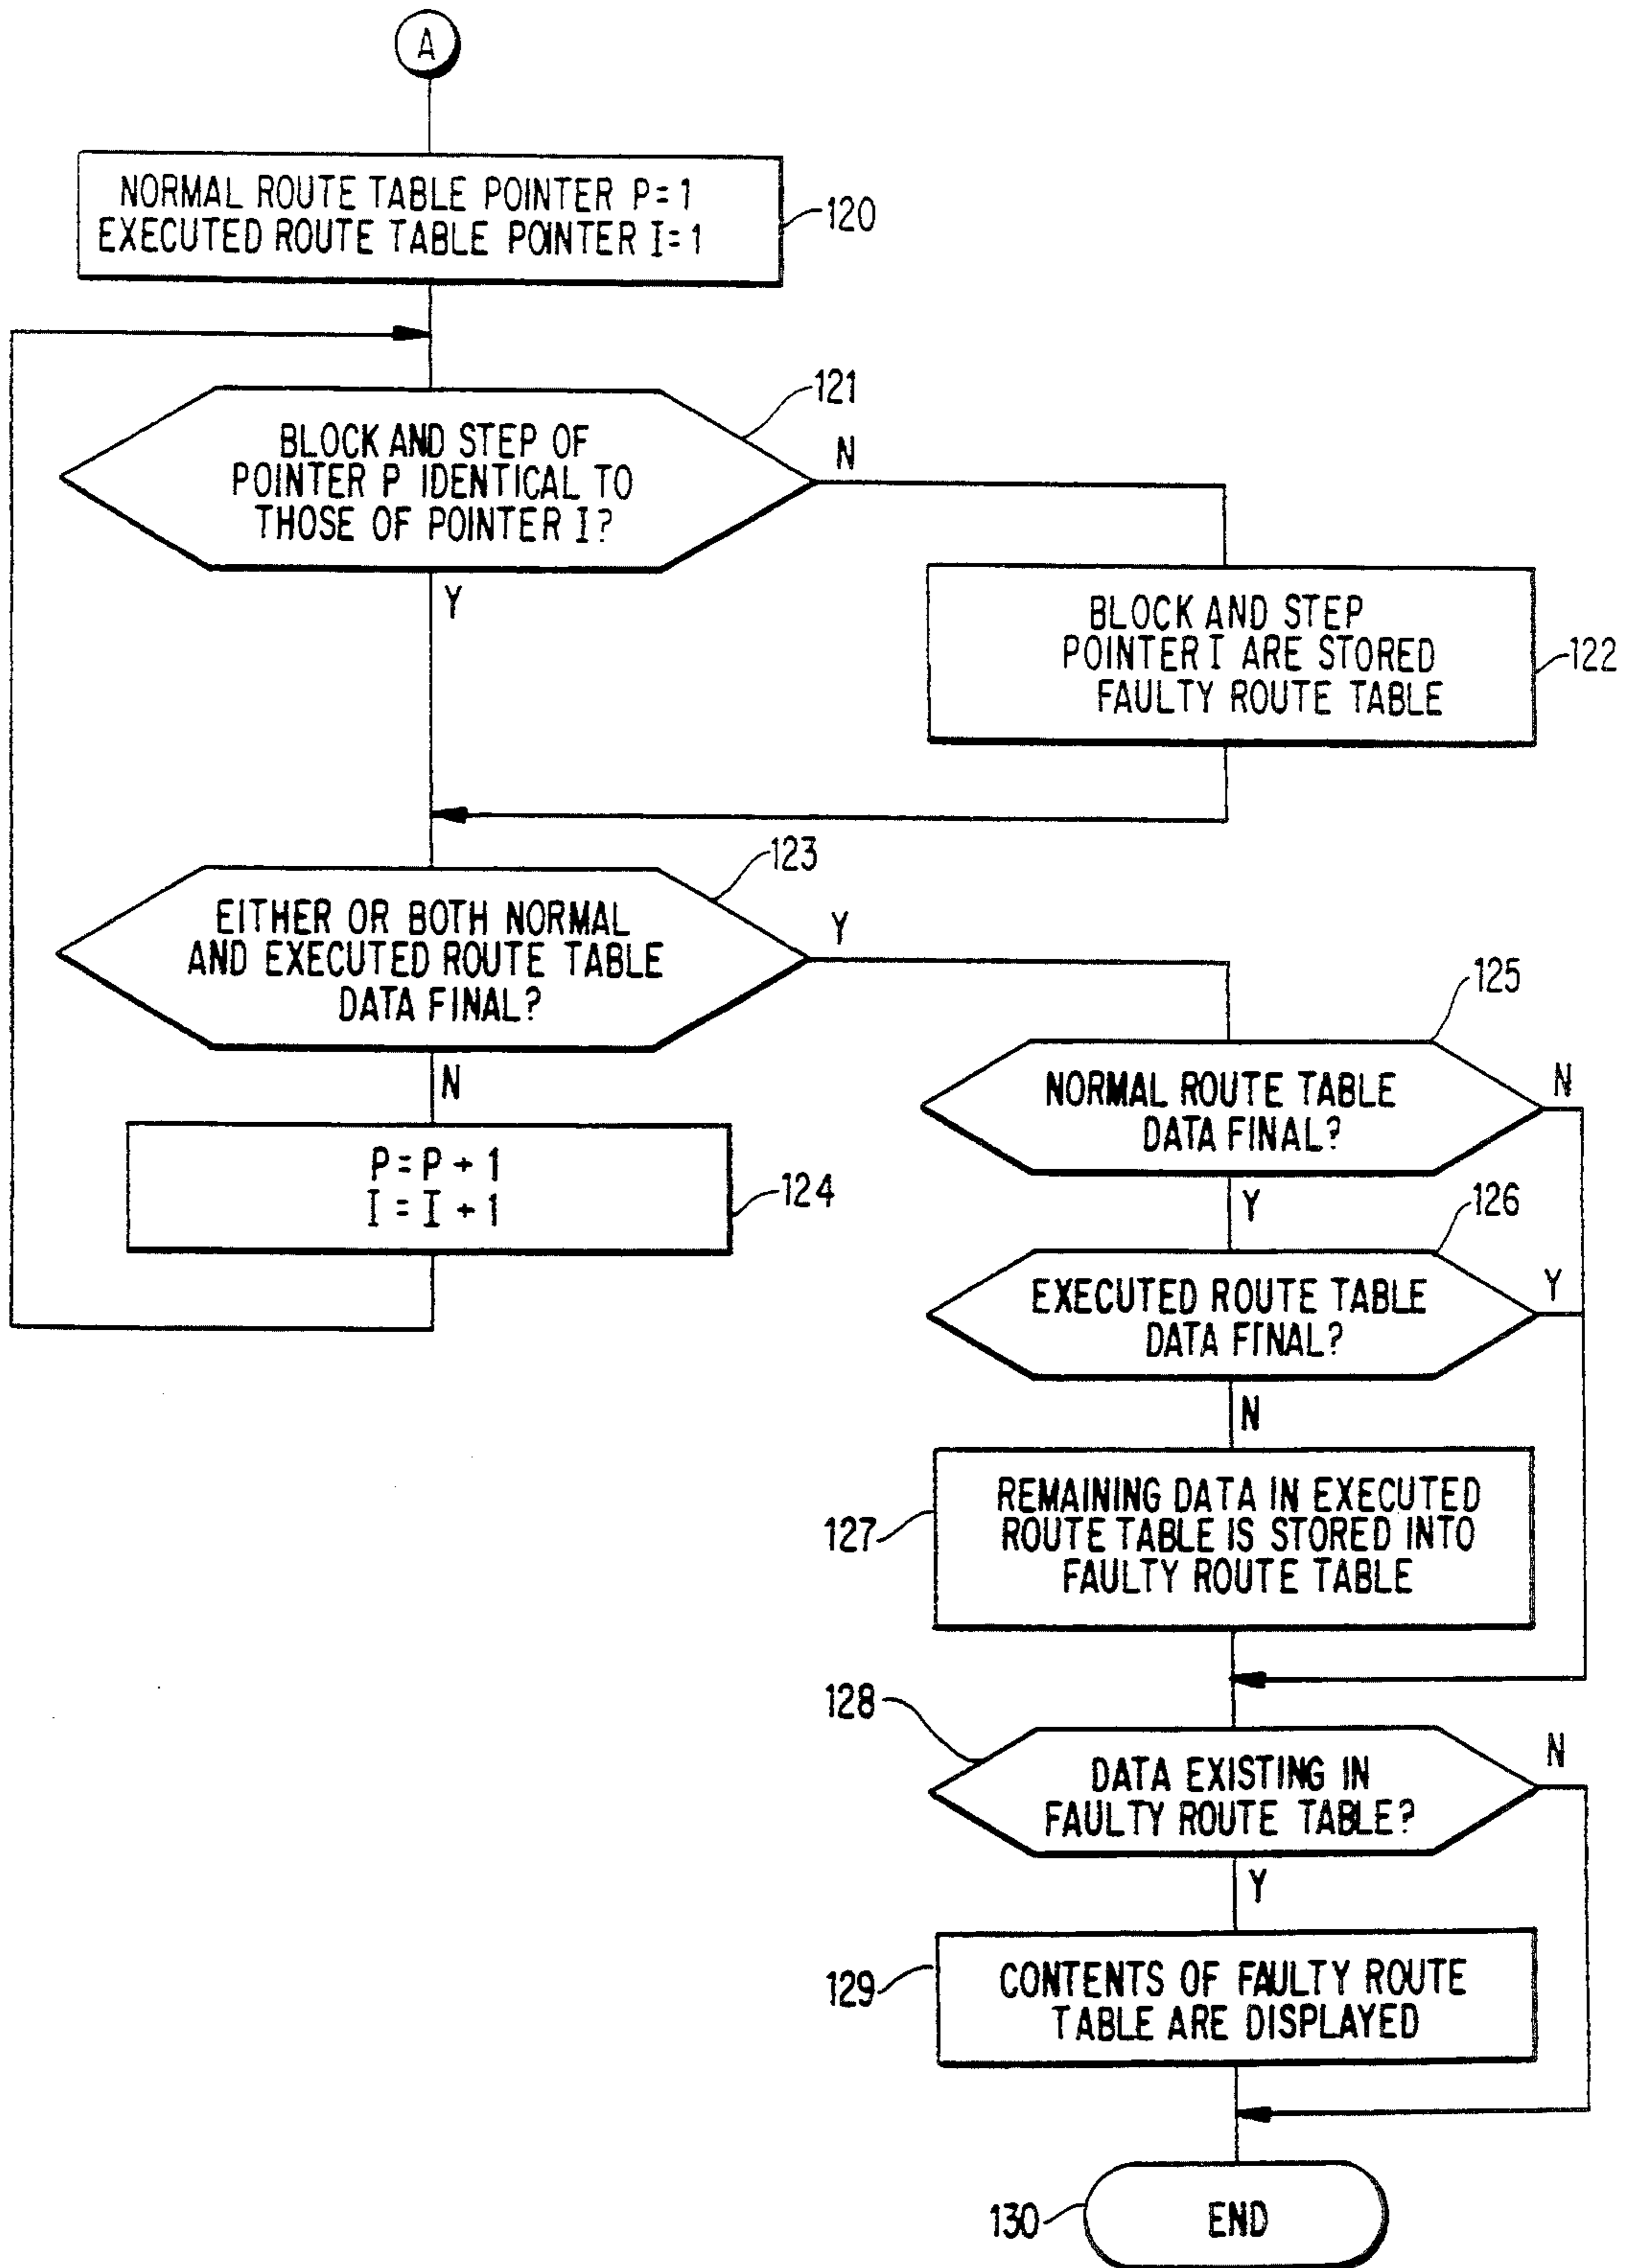 A
NORMAL ROUTE TABLE POINTER P=1
EXECUTED ROUTE TABLE POINTER I=1
120
121
BLOCK AND STEP OF
POINTER P IDENTICAL TO
THOSE OF POINTER I?
N
Y
BLOCK AND STEP
POINTER I ARE STORED
FAULTY ROUTE TABLE
122
123
EITHER OR BOTH NORMAL
AND EXECUTED ROUTE TABLE
DATA FINAL?
Y
N
P=P+1
I=I+1
124
125
NORMAL ROUTE TABLE
DATA FINAL?
N
Y
126
EXECUTED ROUTE TABLE
DATA FINAL?
Y
N
127
REMAINING DATA IN EXECUTED
ROUTE TABLE IS STORED INTO
FAULTY ROUTE TABLE
128
DATA EXISTING IN
FAULTY ROUTE TABLE?
N
Y
129
CONTENTS OF FAULTY ROUTE
TABLE ARE DISPLAYED
130
END